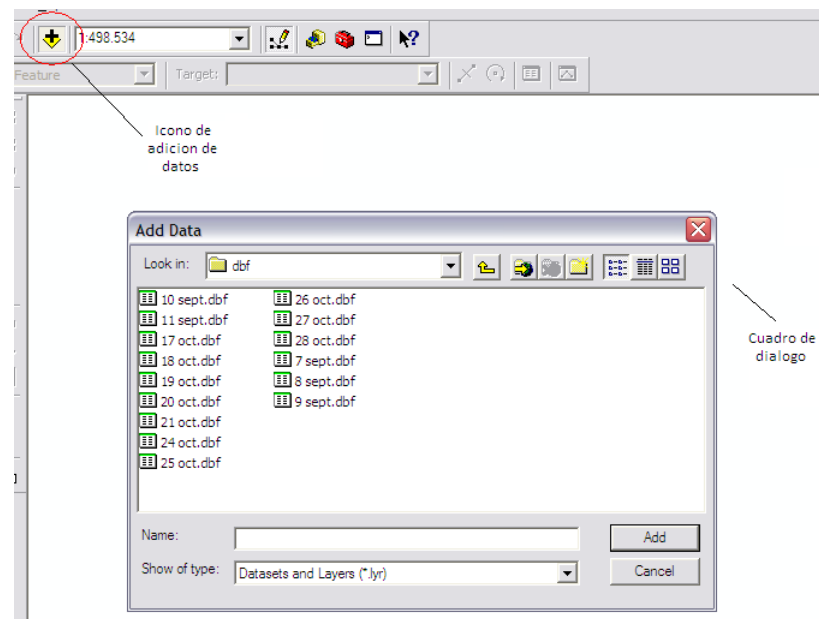 1:498.534
Feature
Target:
Icono de
adicion de
datos
Add Data
Look in:
dbf
10 sept.dbf
11 sept.dbf
17 oct.dbf
18 oct.dbf
19 oct.dbf
20 oct.dbf
21 oct.dbf
24 oct.dbf
25 oct.dbf
26 oct.dbf
27 oct.dbf
28 oct.dbf
7 sept.dbf
8 sept.dbf
9 sept.dbf
Cuadro de
dialogo
Name:
Add
Show of type:
Datasets and Layers (*.lyr)
Cancel